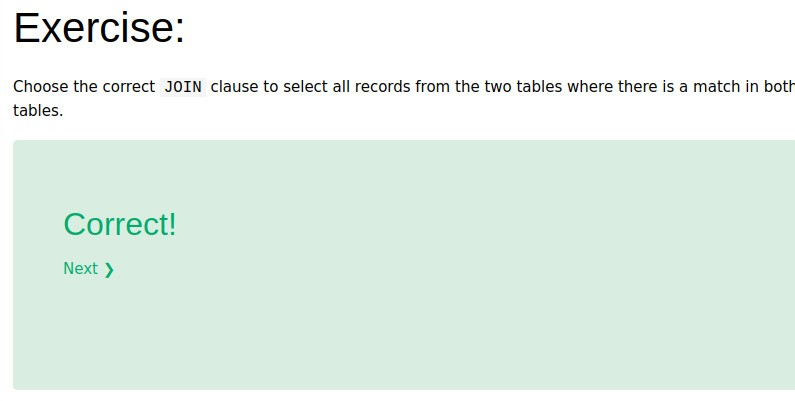 Exercise:
Choose the correct JOIN clause to select all records from the two tables where there is a match in both
tables.
Correct!
Next ❯